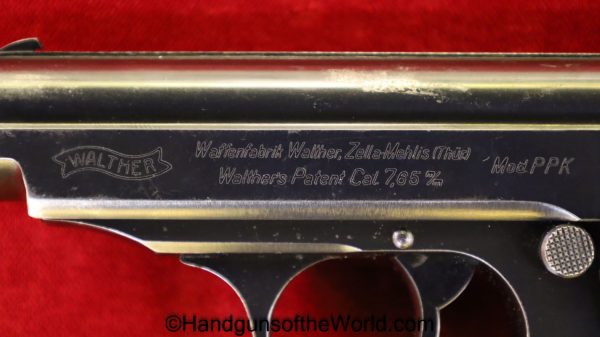 WALTHER
Waffenfabrik Walther, Zella-Mehlis (Thür.)
Walther's Patent Cal. 7,65 m/m
Mod. PPK
©HandgunsoftheWorld.com